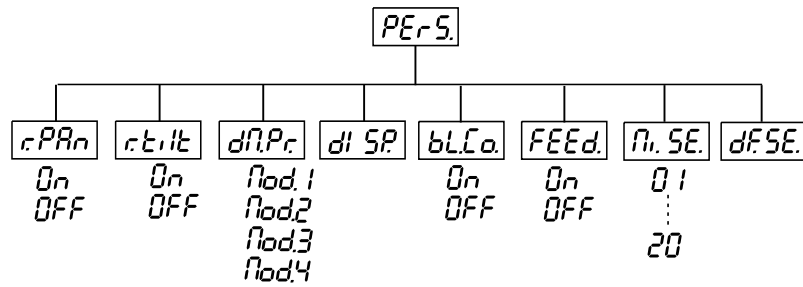 PErS.
r.PAn r.tilt dM.Pr. dISP. bL.Co. FEEd. Mi.SE. dF.SE.
On On Mod.1 On On 01
OFF OFF Mod.2 OFF OFF
Mod.3 20
Mod.4